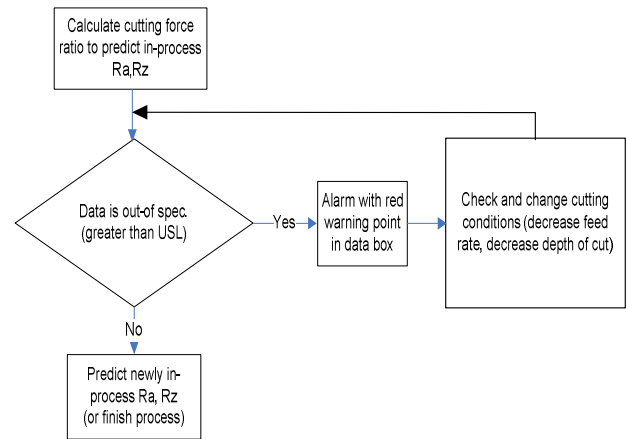 Calculate cutting force
ratio to predict in-process
Ra,Rz
Data is out-of spec.
(greater than USL)
Yes
Alarm with red
warning point
in data box
Check and change cutting
conditions (decrease feed
rate, decrease depth of cut)
No
Predict newly in-
process Ra, Rz
(or finish process)